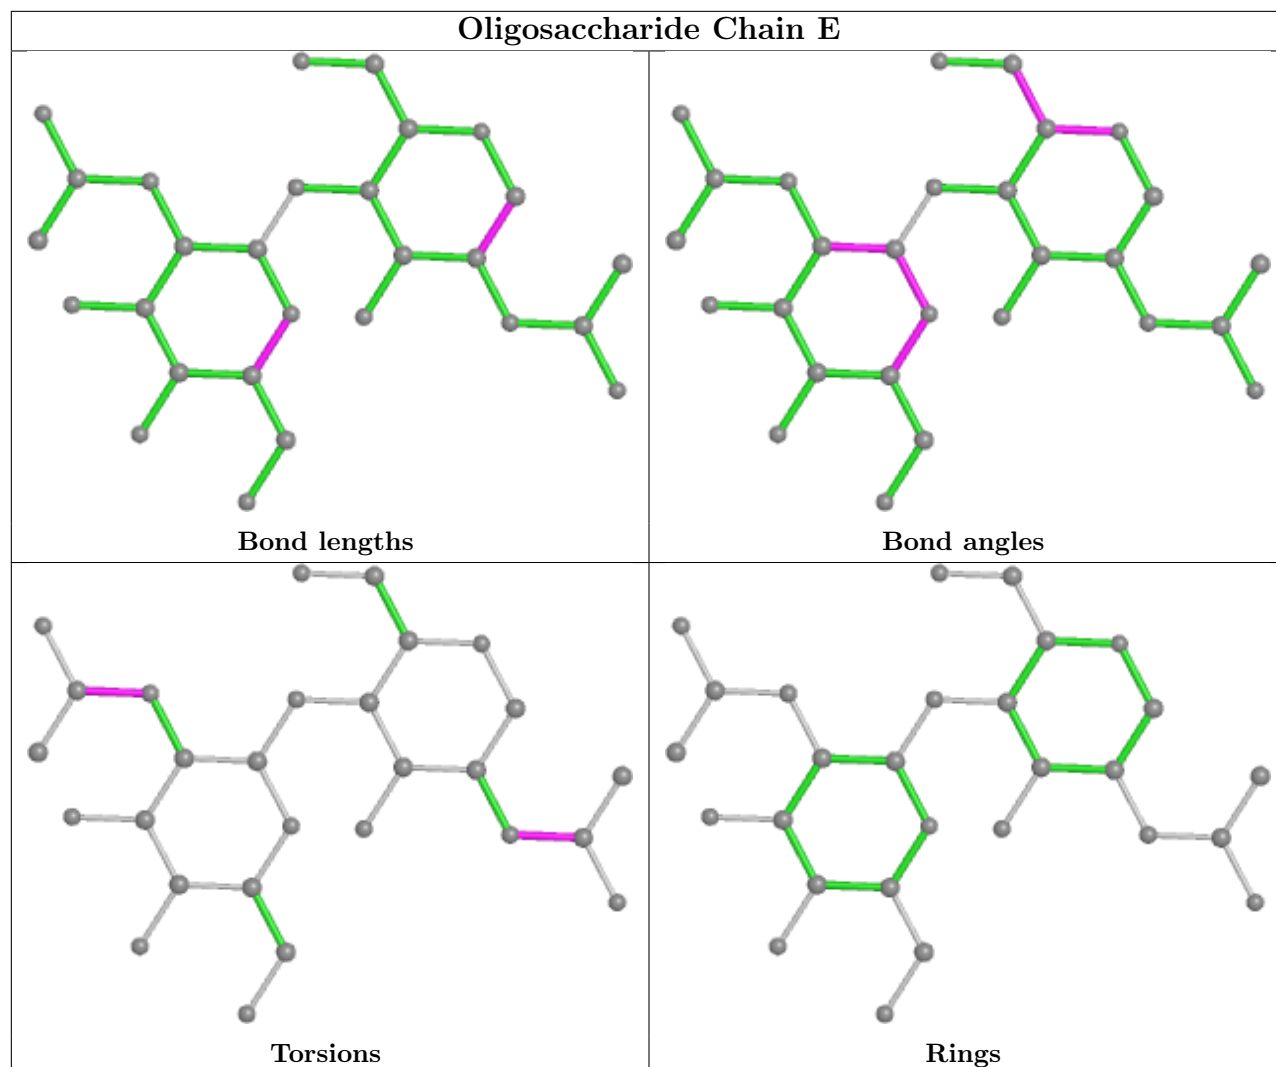 Oligosaccharide Chain E
Bond lengths
Bond angles
Torsions
Rings